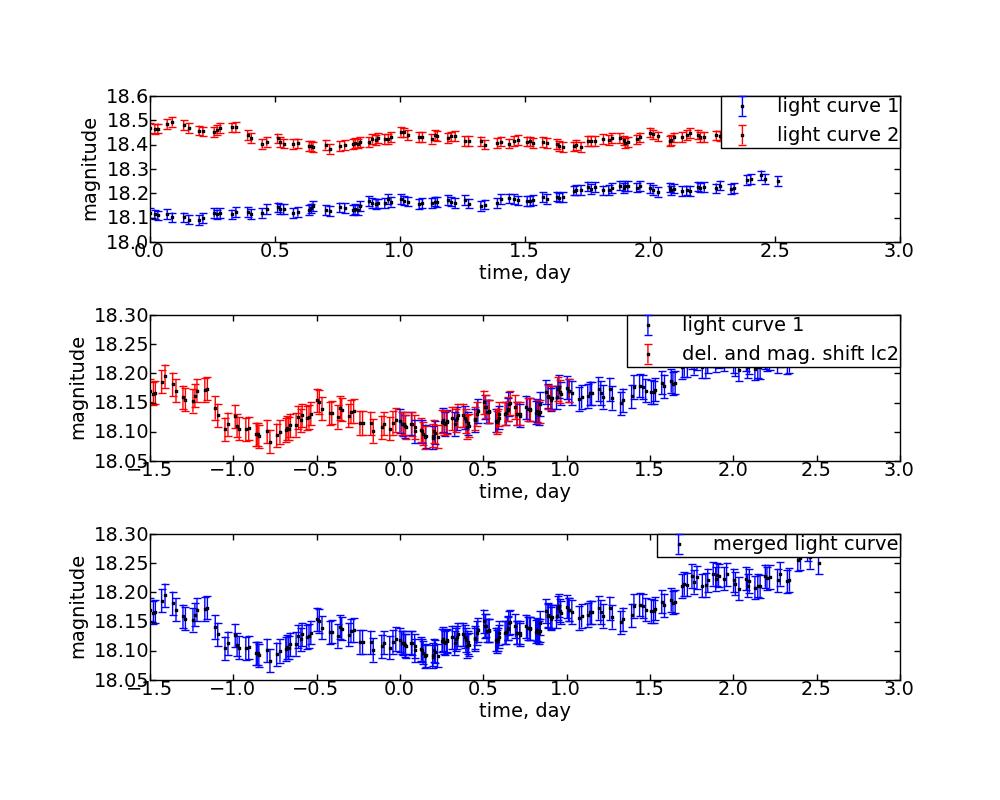 18.6
18.5
18.4
18.3
18.2
18.1
18.0
magnitude
light curve 1
light curve 2
0.0 0.5 1.0 1.5 2.0 2.5 3.0
time, day
18.30
18.25
18.20
18.15
18.10
18.05
magnitude
light curve 1
del. and mag. shift lc2
−1.5 −1.0 −0.5 0.0 0.5 1.0 1.5 2.0 2.5 3.0
time, day
18.30
18.25
18.20
18.15
18.10
18.05
magnitude
merged light curve
−1.5 −1.0 −0.5 0.0 0.5 1.0 1.5 2.0 2.5 3.0
time, day